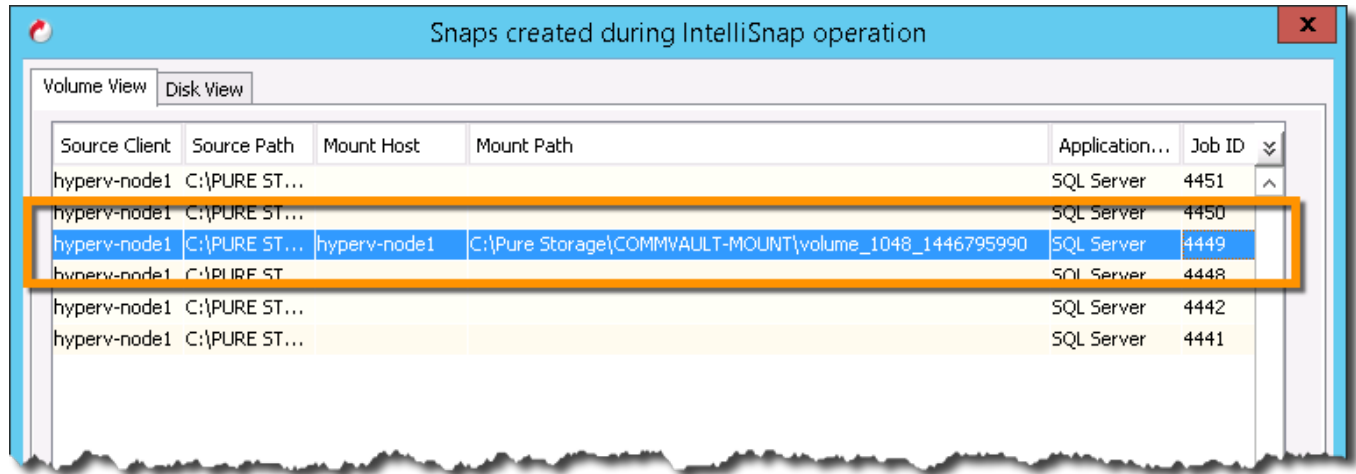 Snaps created during IntelliSnap operation
x
Volume View Disk View
Source Client Source Path Mount Host Mount Path Application... Job ID
hyperv-node1 C:\PURE ST... SQL Server 4451
hyperv-node1 C:\PURE ST... SQL Server 4450
hyperv-node1 C:\PURE ST... hyperv-node1 C:\Pure Storage\COMMVAULT-MOUNT\volume_1048_1446795990 SQL Server 4449
hyperv-node1 C:\PURE ST... SQL Server 4448
hyperv-node1 C:\PURE ST... SQL Server 4442
hyperv-node1 C:\PURE ST... SQL Server 4441